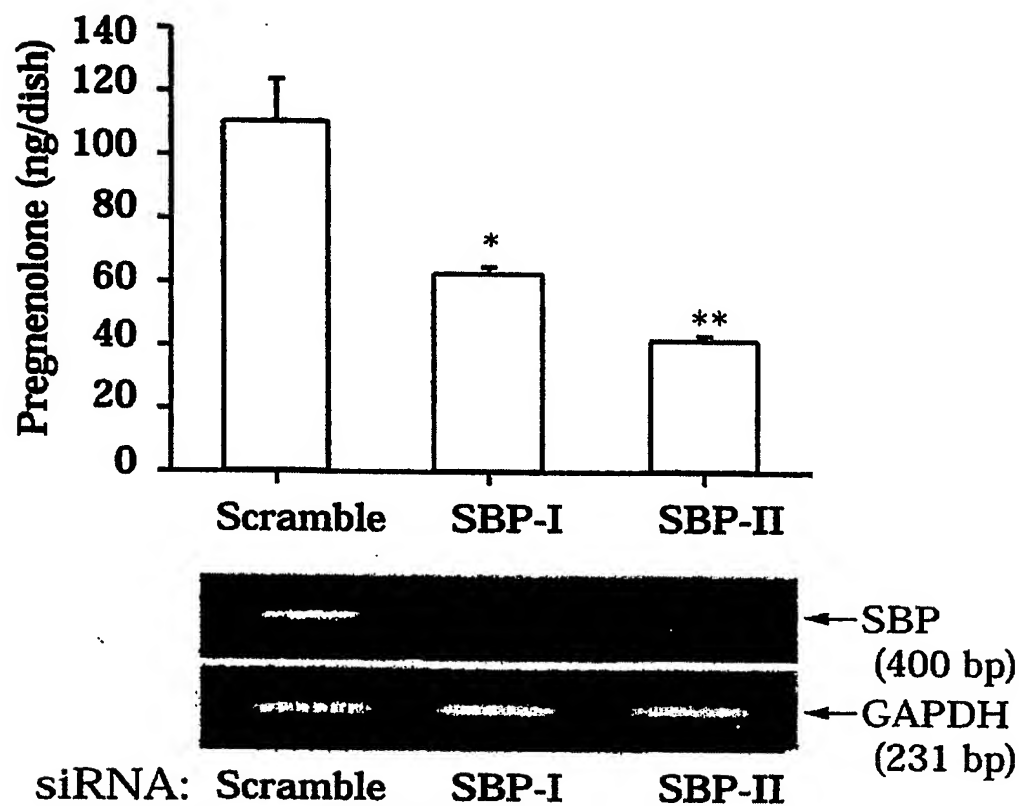 Pregnenolone (ng/dish)
140
120
100
80
60
40
20
0
*
**
Scramble SBP-I SBP-II
SBP
(400 bp)
GAPDH
(231 bp)
siRNA: Scramble SBP-I SBP-II